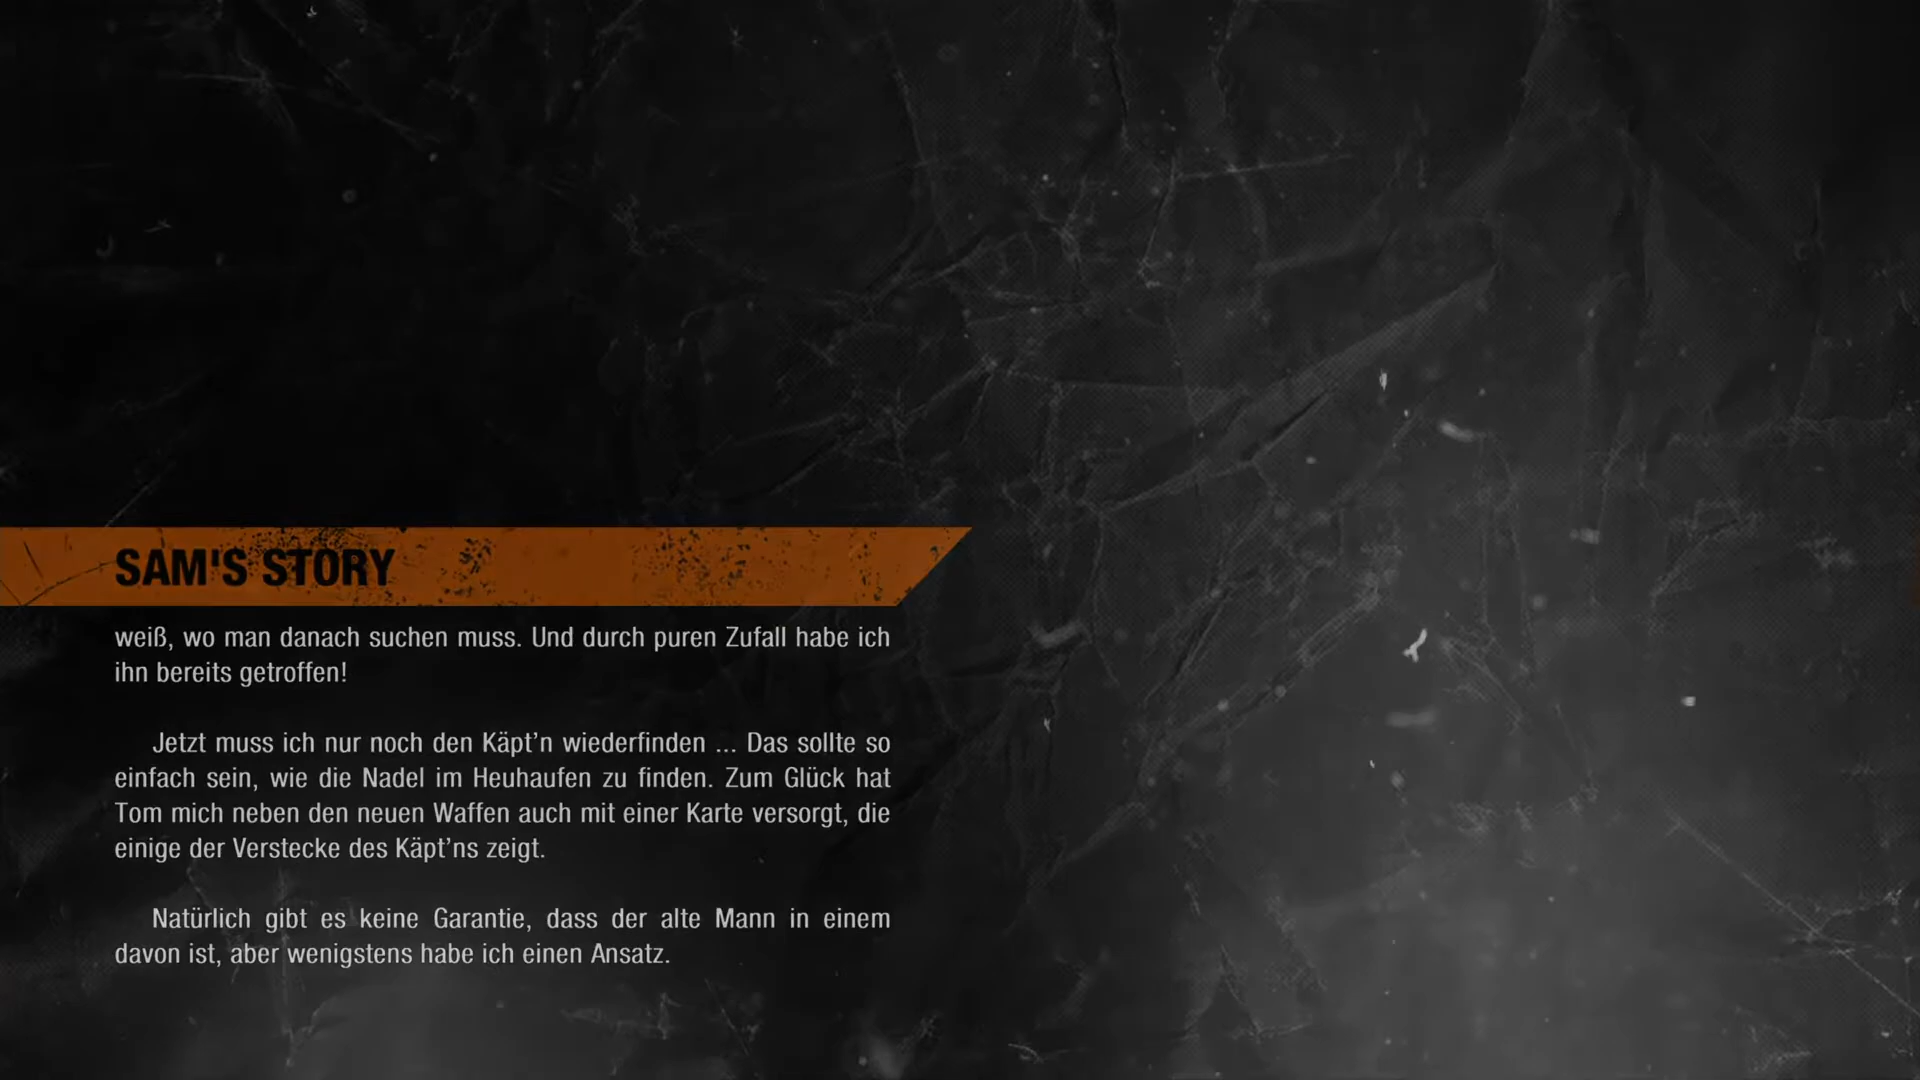 SAM'S STORY
weiß, wo man danach suchen muss. Und durch puren Zufall habe ich
ihn bereits getroffen!
Jetzt muss ich nur noch den Käpt’n wiederfinden ... Das sollte so
einfach sein, wie die Nadel im Heuhaufen zu finden. Zum Glück hat
Tom mich neben den neuen Waffen auch mit einer Karte versorgt, die
einige der Verstecke des Käpt’ns zeigt.
Natürlich gibt es keine Garantie, dass der alte Mann in einem
davon ist, aber wenigstens habe ich einen Ansatz.